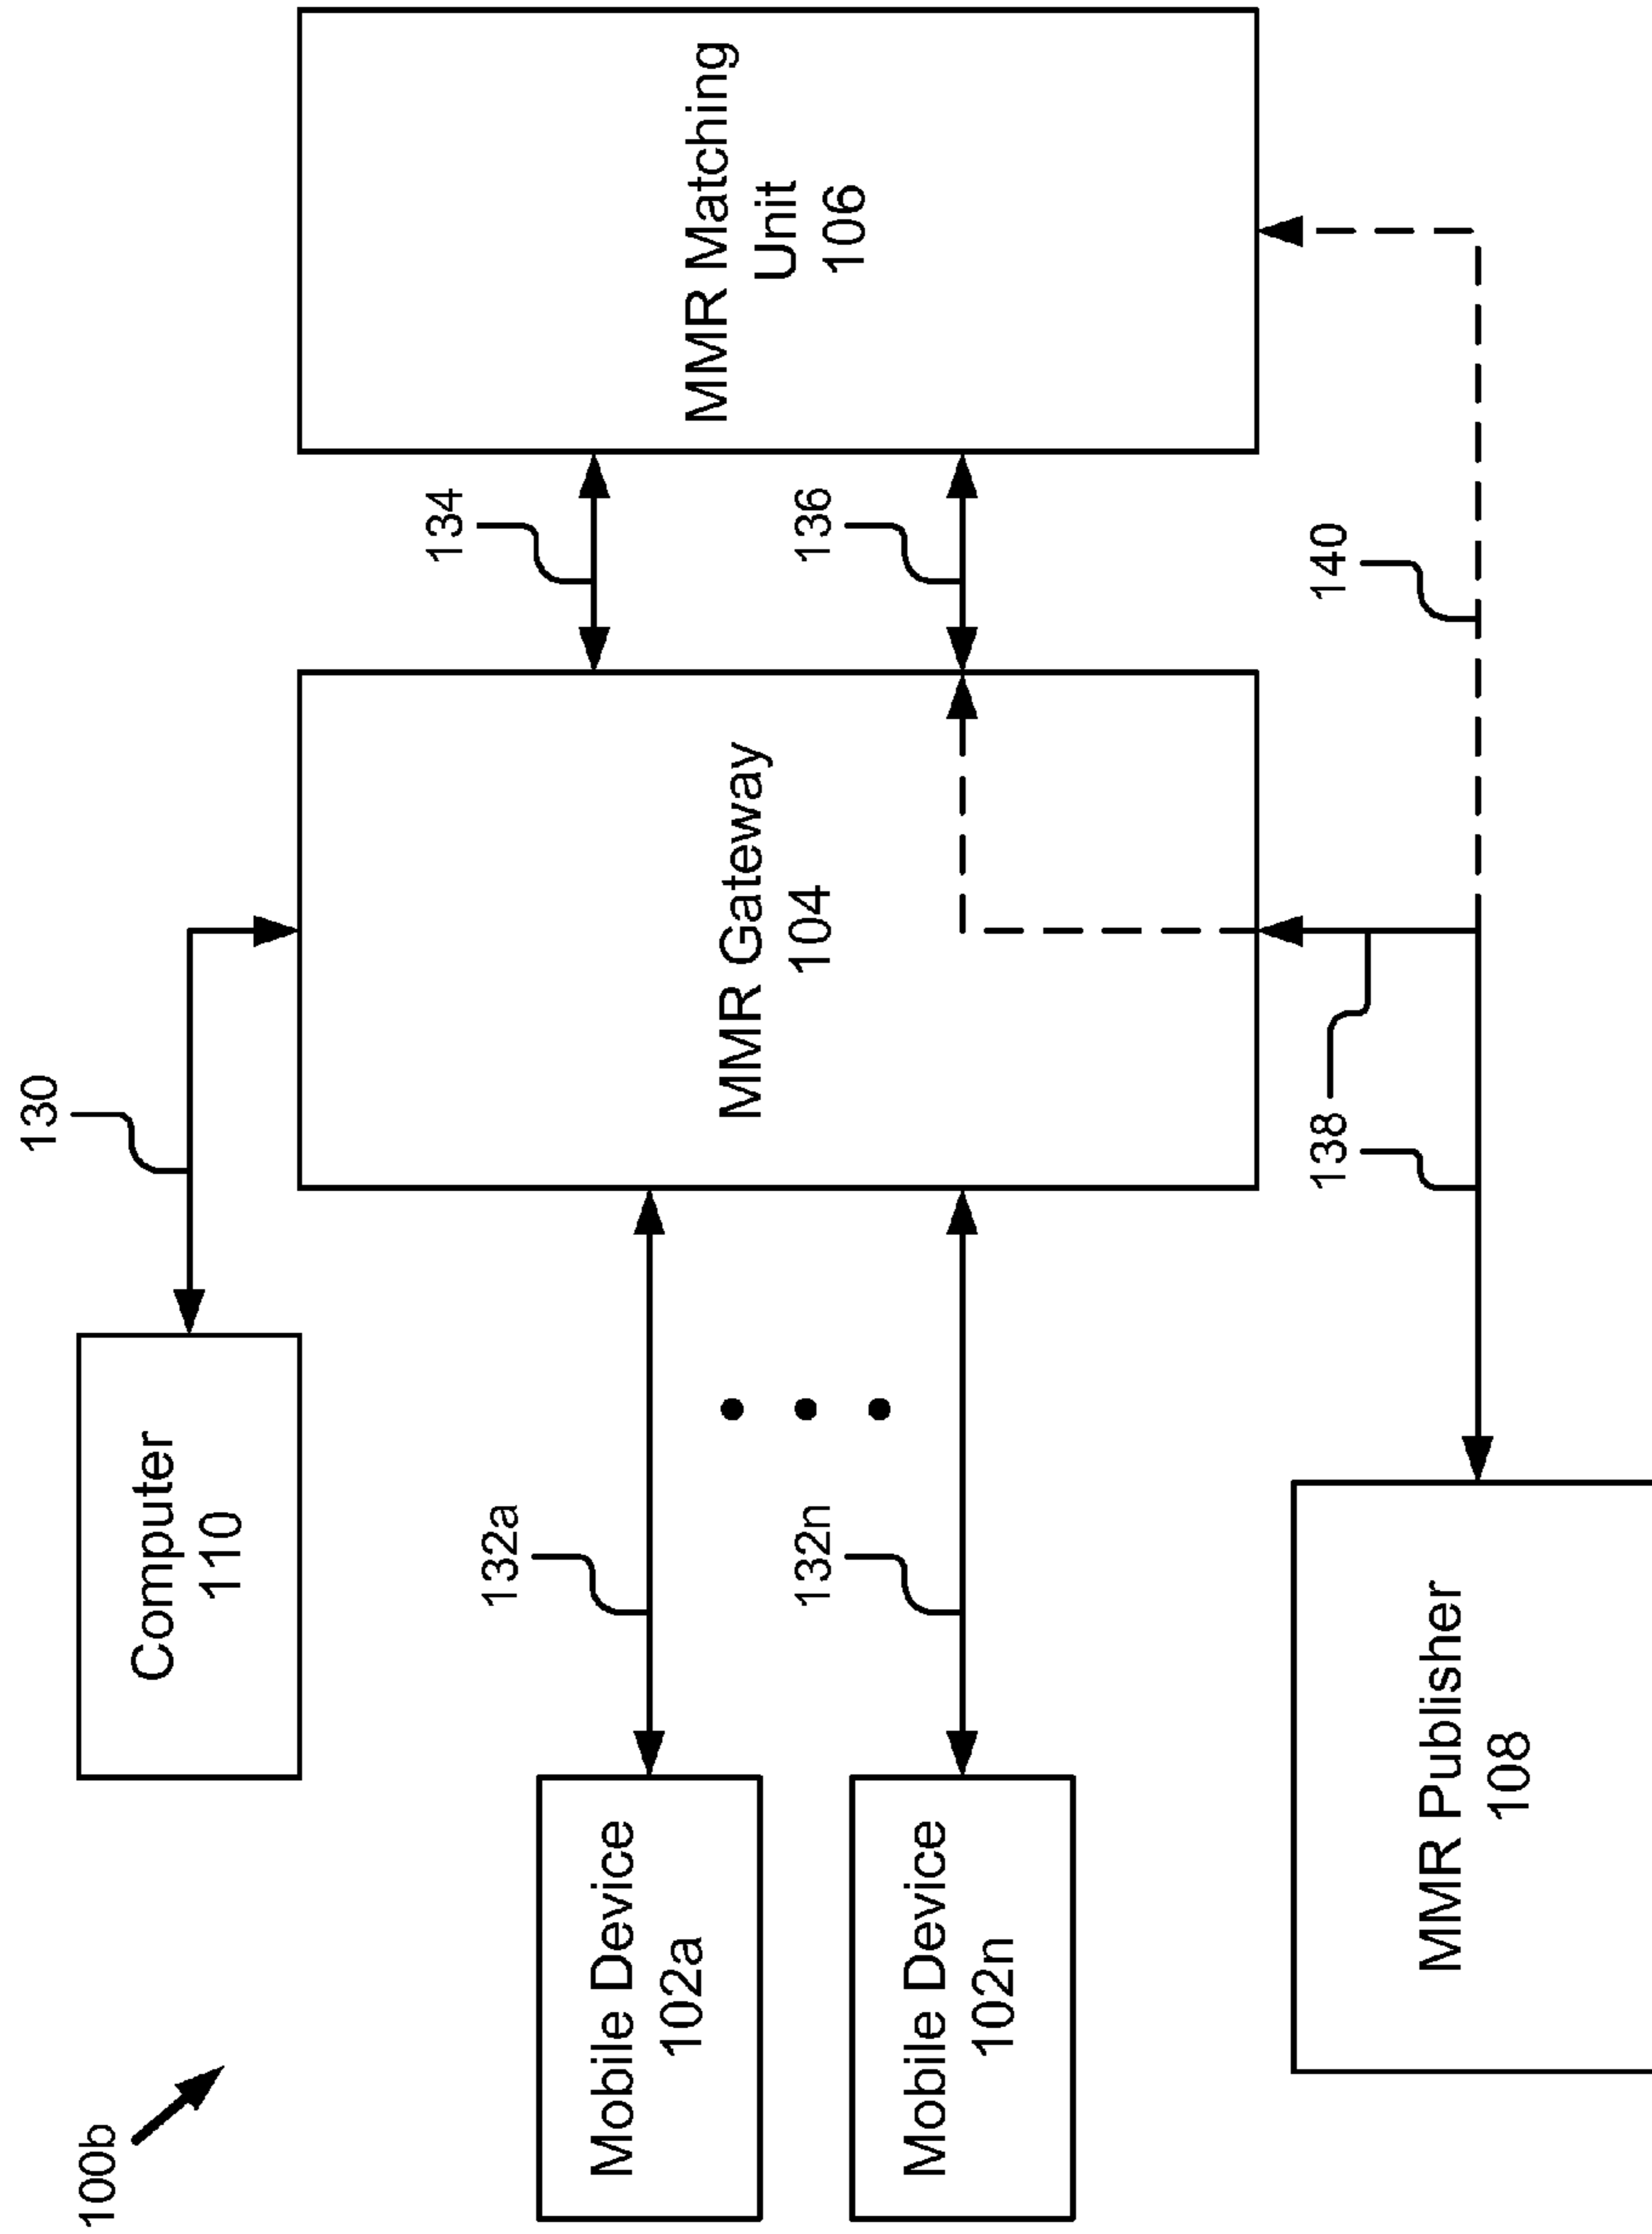 100b
130
Computer
110
132a
Mobile Device
102a
132n
Mobile Device
102n
MMR Gateway
104
134
136
MMR Matching
Unit
106
138
140
MMR Publisher
108